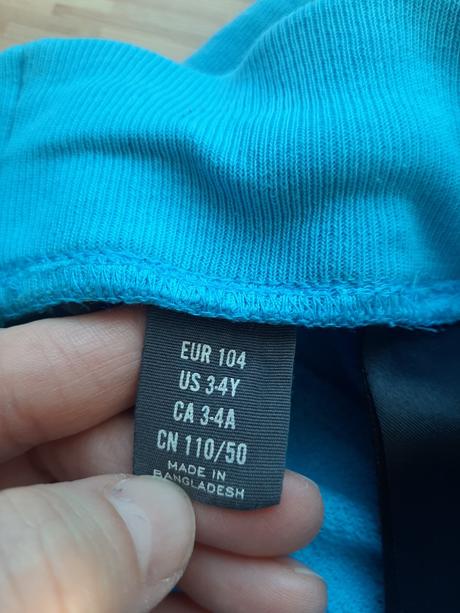 EUR 104
US 3-4Y
CA 3-4A
CN 110/50
MADE IN
BANGLADESH